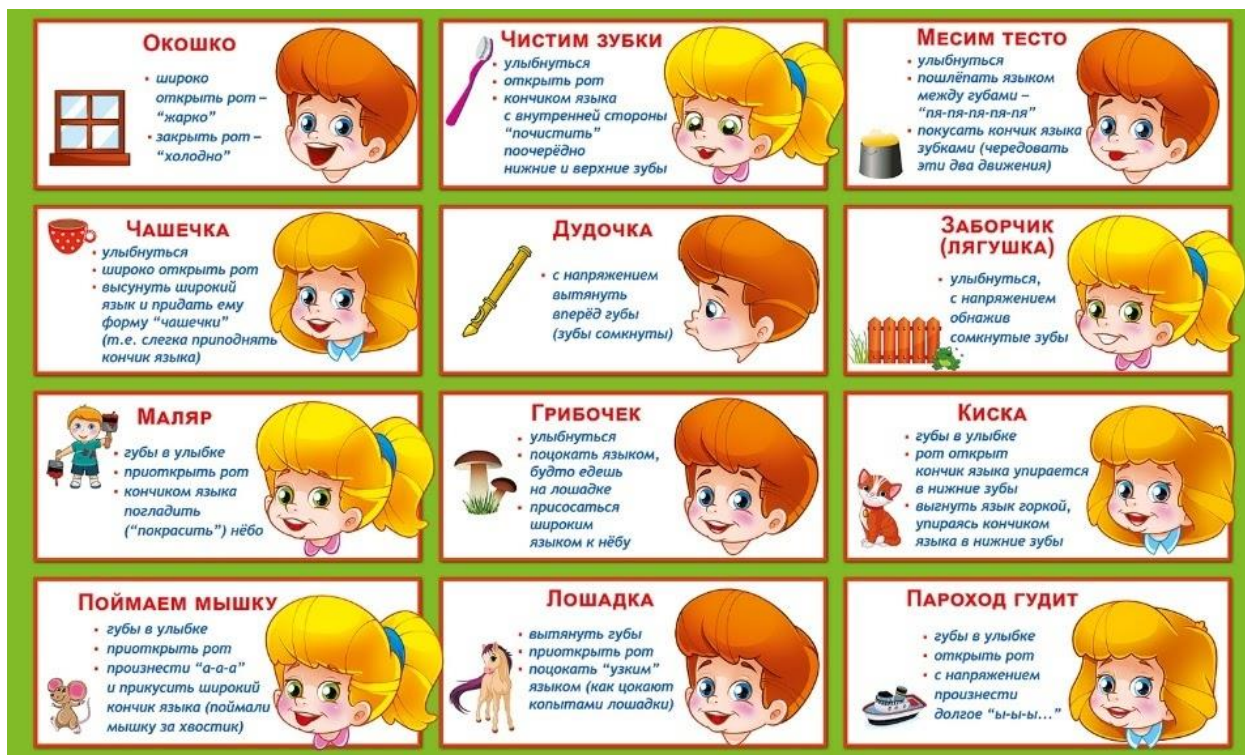 ОКОШКО
• широко
открыть рот –
“жарко”
• закрыть рот –
“холодно”
ЧИСТИМ ЗУБКИ
• улыбнуться
• открыть рот
• кончиком языка
с внутренней стороны
“почистить”
поочерёдно
нижние и верхние зубы
МЕСИМ ТЕСТО
• улыбнуться
• пошлёпать языком
между губами –
“пя-пя-пя-пя-пя”
• покусать кончик языка
зубками (чередовать
эти два движения)
ЧАШЕЧКА
• улыбнуться
• широко открыть рот
• высунуть широкий
язык и придать ему
форму “чашечки”
(т.е. слегка приподнять
кончик языка)
ДУДОЧКА
• с напряжением
вытянуть
вперёд губы
(зубы сомкнуты)
ЗАБОРЧИК
(ЛЯГУШКА)
• улыбнуться,
с напряжением
обнажив
сомкнутые зубы
МАЛЯР
• губы в улыбке
• приоткрыть рот
• кончиком языка
погладить
(“покрасить”) нёбо
ГРИБОЧЕК
• улыбнуться
• поцокать языком,
будто едешь
на лошадке
• присосаться
широким
языком к нёбу
КИСКА
• губы в улыбке
• рот открыт
кончик языка упирается
в нижние зубы
• выгнуть язык горкой,
упираясь кончиком
языка в нижние зубы
ПОЙМАЕМ МЫШКУ
• губы в улыбке
• приоткрыть рот
• произнести “а-а-а”
и прикусить широкий
кончик языка (поймали
мышку за хвостик)
ЛОШАДКА
• вытянуть губы
• приоткрыть рот
• поцокать “узким”
языком (как цокают
копытами лошадки)
ПАРОХОД ГУДИТ
• губы в улыбке
• открыть рот
• с напряжением
произнести
долгое “ы-ы-ы...”